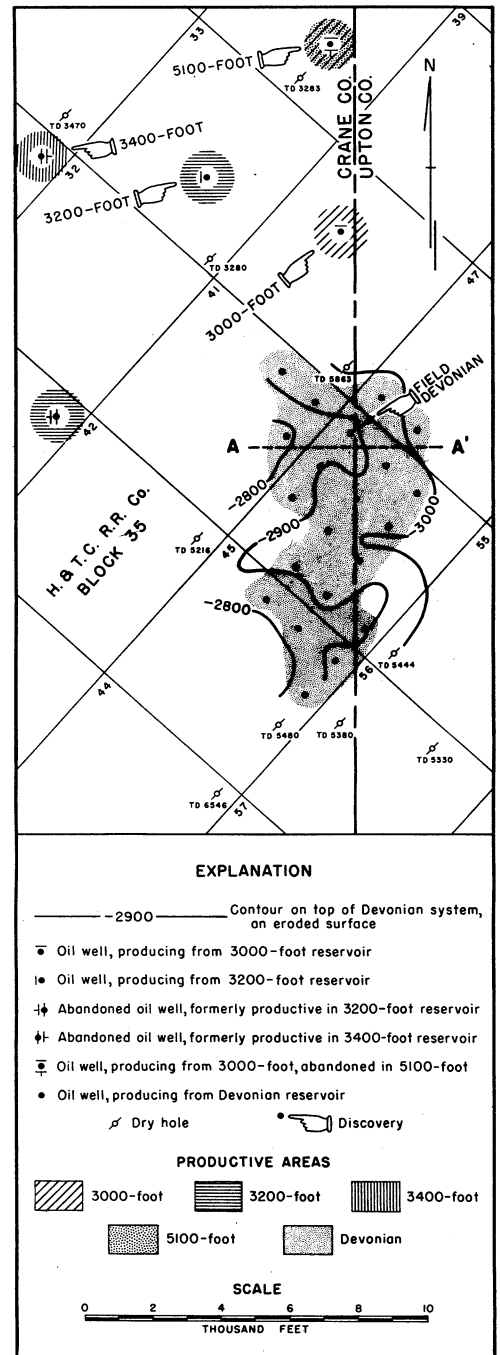 33
39
5100-FOOT
TD 3283
N
CRANE CO.
UPTON CO.
TD 3470
3400-FOOT
32
3200-FOOT
TD 3280
41
3000-FOOT
47
TD 5863
FIELD
DEVONIAN
42
A
A'
-2800
-2900
-3000
H. & T.C. R.R. Co.
BLOCK 35
TD 5216
45
55
-2800
TD 5444
44
56
TD 5480
TD 5380
TD 5330
TD 6546
57
EXPLANATION
-2900
Contour on top of Devonian system,
an eroded surface
Oil well, producing from 3000-foot reservoir
Oil well, producing from 3200-foot reservoir
Abandoned oil well, formerly productive in 3200-foot reservoir
Abandoned oil well, formerly productive in 3400-foot reservoir
Oil well, producing from 3000-foot, abandoned in 5100-foot
Oil well, producing from Devonian reservoir
Dry hole
Discovery
PRODUCTIVE AREAS
3000-foot
3200-foot
3400-foot
5100-foot
Devonian
SCALE
0 2 4 6 8 10
THOUSAND FEET